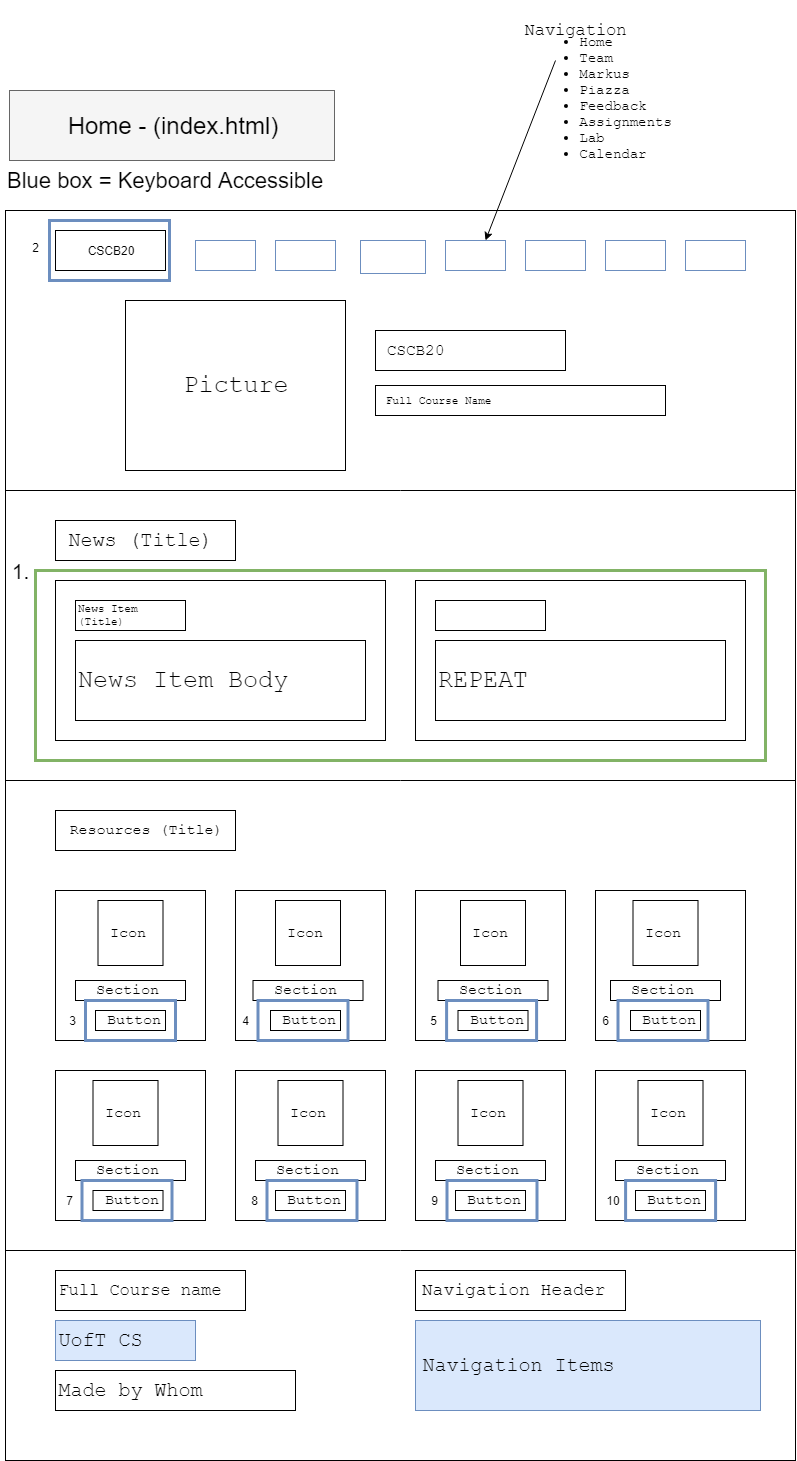 Navigation
Home
Team
Markus
Piazza
Feedback
Assignments
Lab
Calendar
Home - (index.html)
Blue box = Keyboard Accessible
2
CSCB20
Picture
CSCB20
Full Course Name
News (Title)
1.
News Item
(Title)
News Item Body
REPEAT
Resources (Title)
Icon
Icon
Icon
Icon
Section
Section
Section
Section
3 Button
4 Button
5 Button
6 Button
Icon
Icon
Icon
Icon
Section
Section
Section
Section
7 Button
8 Button
9 Button
10 Button
Full Course name
Navigation Header
UofT CS
Navigation Items
Made by Whom